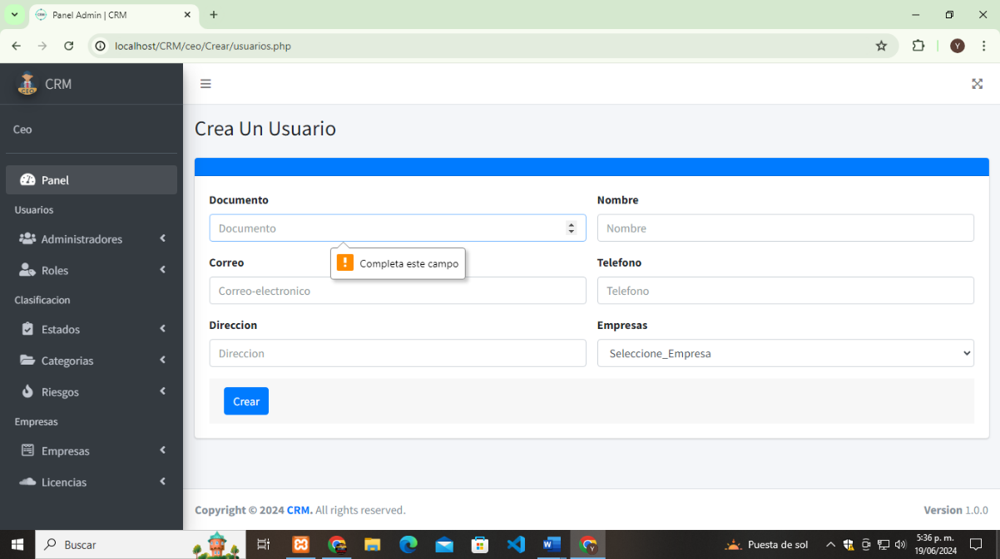 Panel Admin | CRM
localhost/CRM/ceo/Crear/usuarios.php
Y
CEO
CRM
Ceo
Panel
Usuarios
Administradores
Roles
Clasificacion
Estados
Categorias
Riesgos
Empresas
Empresas
Licencias
Crea Un Usuario
Documento Nombre
Documento Nombre
Completa este campo
Correo Telefono
Correo-electronico Telefono
Direccion Empresas
Direccion Seleccione_Empresa
Crear
Copyright © 2024 CRM. All rights reserved. Version 1.0.0
Buscar
Puesta de sol
5:36 p. m.
19/06/2024